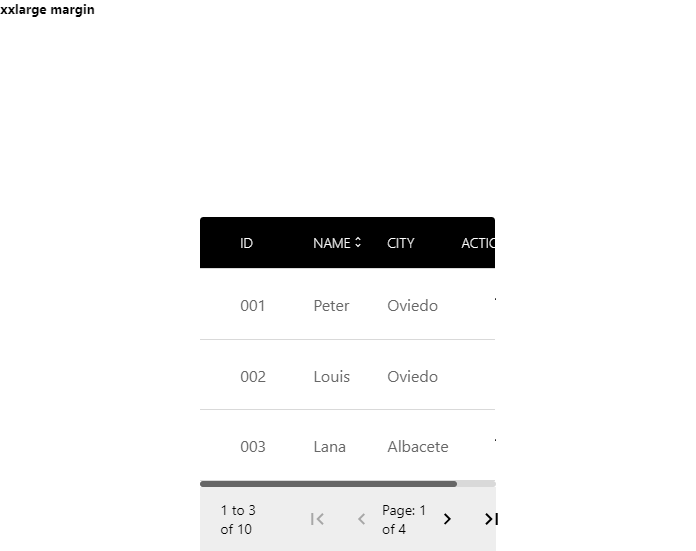 xxlarge margin
ID NAME CITY ACTIO
001 Peter Oviedo
002 Louis Oviedo
003 Lana Albacete
1 to 3 of 10
Page: 1 of 4